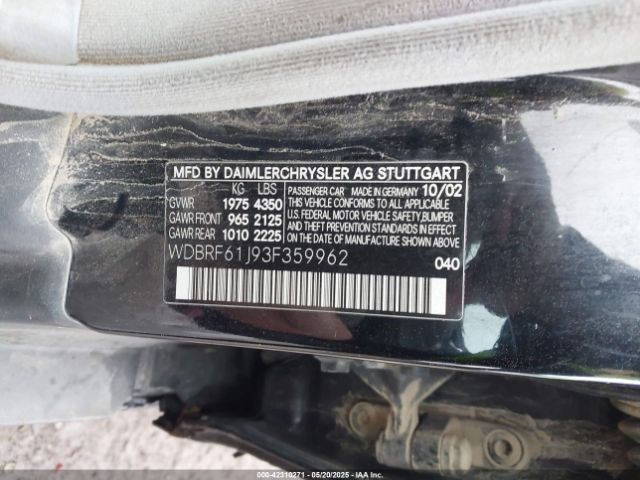 MFD BY DAIMLERCHRYSLER AG STUTTGART
KG LBS
GVWR 1975 4350
GAWR FRONT 965 2125
GAWR REAR 1010 2225
PASSENGER CAR MADE IN GERMANY 10/02
THIS VEHICLE CONFORMS TO ALL APPLICABLE
U.S. FEDERAL MOTOR VEHICLE SAFETY, BUMPER
AND THEFT PREVENTION STANDARDS IN EFFECT
ON THE DATE OF MANUFACTURE SHOWN ABOVE.
WDBRF61J93F359962
040
000-42310271 - 05/20/2025 - IAAI.COM